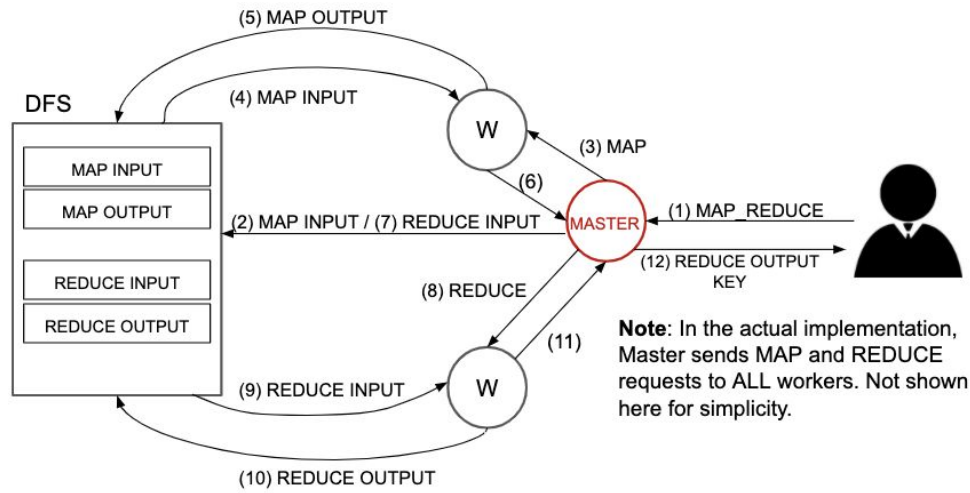 (5) MAP OUTPUT
(4) MAP INPUT
DFS
W
(3) MAP
MAP INPUT
(6)
MAP OUTPUT
(2) MAP INPUT / (7) REDUCE INPUT
MASTER
(1) MAP_REDUCE
(12) REDUCE OUTPUT
KEY
REDUCE INPUT
(8) REDUCE
REDUCE OUTPUT
(11)
Note: In the actual implementation,
Master sends MAP and REDUCE
requests to ALL workers. Not shown
here for simplicity.
(9) REDUCE INPUT
W
(10) REDUCE OUTPUT